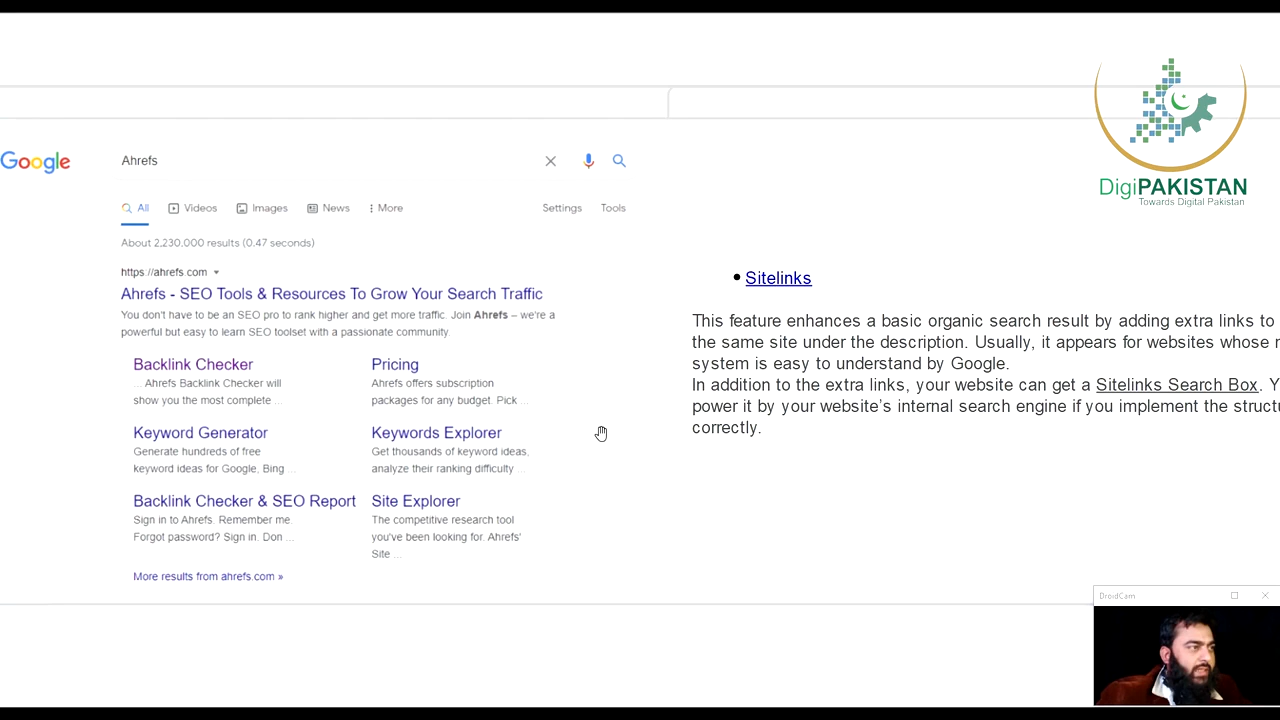 Google
Ahrefs
All Videos Images News More Settings Tools
About 2,230,000 results (0.47 seconds)
https://ahrefs.com
Ahrefs - SEO Tools & Resources To Grow Your Search Traffic
You don't have to be an SEO pro to rank higher and get more traffic. Join Ahrefs – we're a
powerful but easy to learn SEO toolset with a passionate community.
Backlink Checker
... Ahrefs Backlink Checker will
show you the most complete ...
Pricing
Ahrefs offers subscription
packages for any budget. Pick ...
Keyword Generator
Generate hundreds of free
keyword ideas for Google, Bing ...
Keywords Explorer
Get thousands of keyword ideas,
analyze their ranking difficulty ...
Backlink Checker & SEO Report
Sign in to Ahrefs. Remember me.
Forgot password? Sign in. Don ...
Site Explorer
The competitive research tool
you've been looking for. Ahrefs'
Site ...
More results from ahrefs.com »
DigiPAKISTAN
Towards Digital Pakistan
• Sitelinks
This feature enhances a basic organic search result by adding extra links to
the same site under the description. Usually, it appears for websites whose
system is easy to understand by Google.
In addition to the extra links, your website can get a Sitelinks Search Box.
power it by your website's internal search engine if you implement the
correctly.
DroidCam